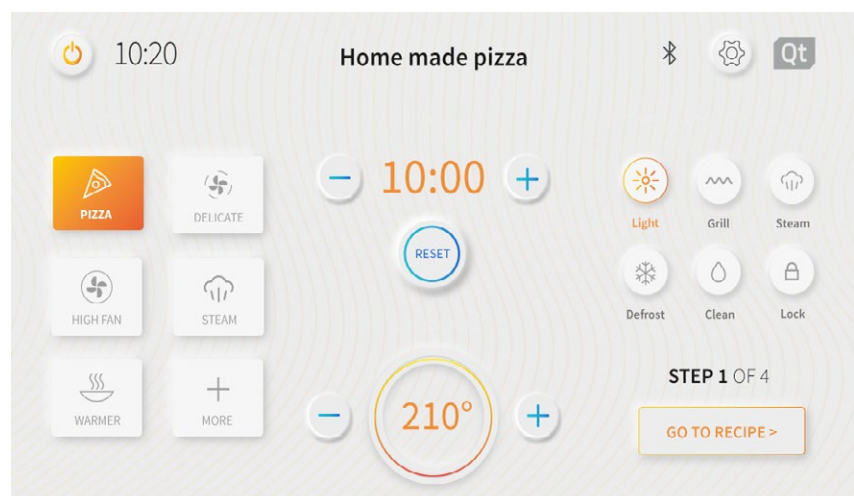 10:20
Home made pizza
Qt
PIZZA
DELICATE
HIGH FAN
STEAM
WARMER
MORE
10:00
RESET
210°
Light
Grill
Steam
Defrost
Clean
Lock
STEP 1 OF 4
GO TO RECIPE >